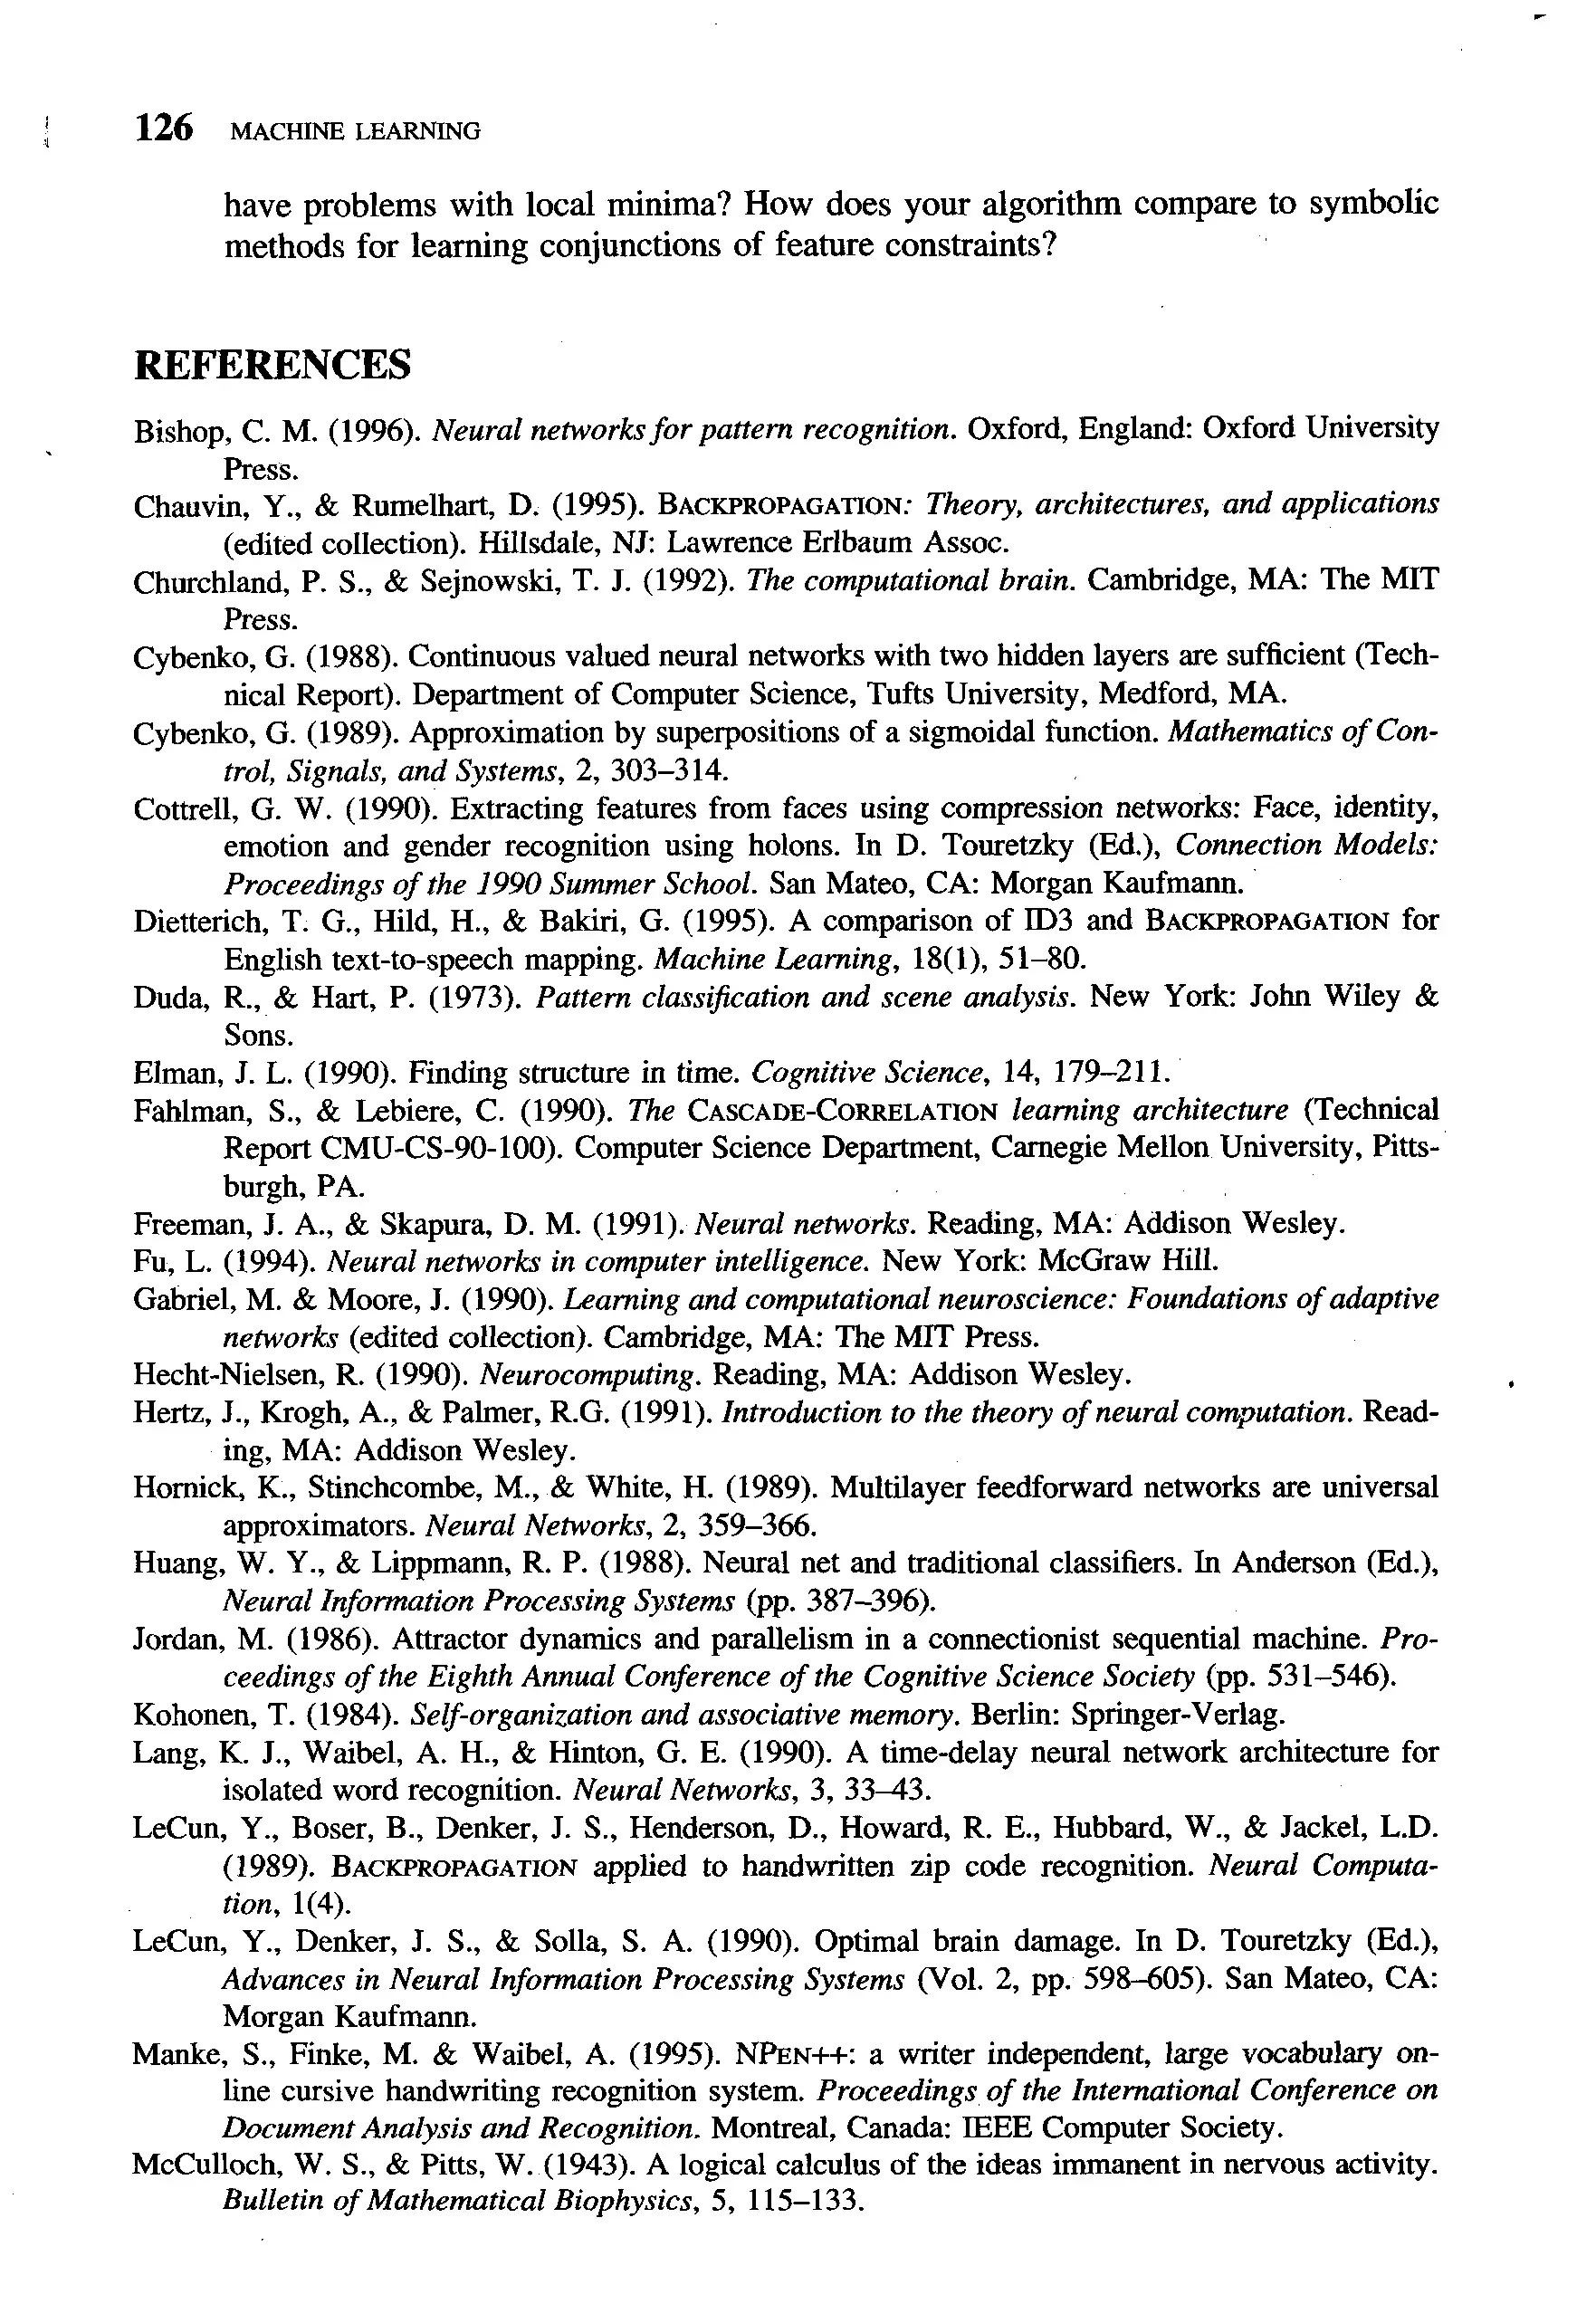 126 MACHINE LEARNING
have problems with local minima? How does your algorithm compare to symbolic
methods for learning conjunctions of feature constraints?
REFERENCES
Bishop, C. M. (1996). Neural networks for pattern recognition. Oxford, England: Oxford University
Press.
Chauvin, Y., & Rumelhart, D. (1995). BACKPROPAGATION: Theory, architectures, and applications
(edited collection). Hillsdale, NJ: Lawrence Erlbaum Assoc.
Churchland, P. S., & Sejnowski, T. J. (1992). The computational brain. Cambridge, MA: The MIT
Press.
Cybenko, G. (1988). Continuous valued neural networks with two hidden layers are sufficient (Tech-
nical Report). Department of Computer Science, Tufts University, Medford, MA.
Cybenko, G. (1989). Approximation by superpositions of a sigmoidal function. Mathematics of Con-
trol, Signals, and Systems, 2, 303–314.
Cottrell, G. W. (1990). Extracting features from faces using compression networks: Face, identity,
emotion and gender recognition using holons. In D. Touretzky (Ed.), Connection Models:
Proceedings of the 1990 Summer School. San Mateo, CA: Morgan Kaufmann.
Dietterich, T. G., Hild, H., & Bakiri, G. (1995). A comparison of ID3 and BACKPROPAGATION for
English text-to-speech mapping. Machine Learning, 18(1), 51–80.
Duda, R., & Hart, P. (1973). Pattern classification and scene analysis. New York: John Wiley &
Sons.
Elman, J. L. (1990). Finding structure in time. Cognitive Science, 14, 179–211.
Fahlman, S., & Lebiere, C. (1990). The CASCADE-CORRELATION learning architecture (Technical
Report CMU-CS-90-100). Computer Science Department, Carnegie Mellon University, Pitts-
burgh, PA.
Freeman, J. A., & Skapura, D. M. (1991). Neural networks. Reading, MA: Addison Wesley.
Fu, L. (1994). Neural networks in computer intelligence. New York: McGraw Hill.
Gabriel, M. & Moore, J. (1990). Learning and computational neuroscience: Foundations of adaptive
networks (edited collection). Cambridge, MA: The MIT Press.
Hecht-Nielsen, R. (1990). Neurocomputing. Reading, MA: Addison Wesley.
Hertz, J., Krogh, A., & Palmer, R.G. (1991). Introduction to the theory of neural computation. Read-
ing, MA: Addison Wesley.
Hornick, K., Stinchcombe, M., & White, H. (1989). Multilayer feedforward networks are universal
approximators. Neural Networks, 2, 359–366.
Huang, W. Y., & Lippmann, R. P. (1988). Neural net and traditional classifiers. In Anderson (Ed.),
Neural Information Processing Systems (pp. 387–396).
Jordan, M. (1986). Attractor dynamics and parallelism in a connectionist sequential machine. Pro-
ceedings of the Eighth Annual Conference of the Cognitive Science Society (pp. 531–546).
Kohonen, T. (1984). Self-organization and associative memory. Berlin: Springer-Verlag.
Lang, K. J., Waibel, A. H., & Hinton, G. E. (1990). A time-delay neural network architecture for
isolated word recognition. Neural Networks, 3, 33–43.
LeCun, Y., Boser, B., Denker, J. S., Henderson, D., Howard, R. E., Hubbard, W., & Jackel, L.D.
(1989). BACKPROPAGATION applied to handwritten zip code recognition. Neural Computa-
tion, 1(4).
LeCun, Y., Denker, J. S., & Solla, S. A. (1990). Optimal brain damage. In D. Touretzky (Ed.),
Advances in Neural Information Processing Systems (Vol. 2, pp. 598–605). San Mateo, CA:
Morgan Kaufmann.
Manke, S., Finke, M. & Waibel, A. (1995). NPEN++: a writer independent, large vocabulary on-
line cursive handwriting recognition system. Proceedings of the International Conference on
Document Analysis and Recognition. Montreal, Canada: IEEE Computer Society.
McCulloch, W. S., & Pitts, W. (1943). A logical calculus of the ideas immanent in nervous activity.
Bulletin of Mathematical Biophysics, 5, 115–133.